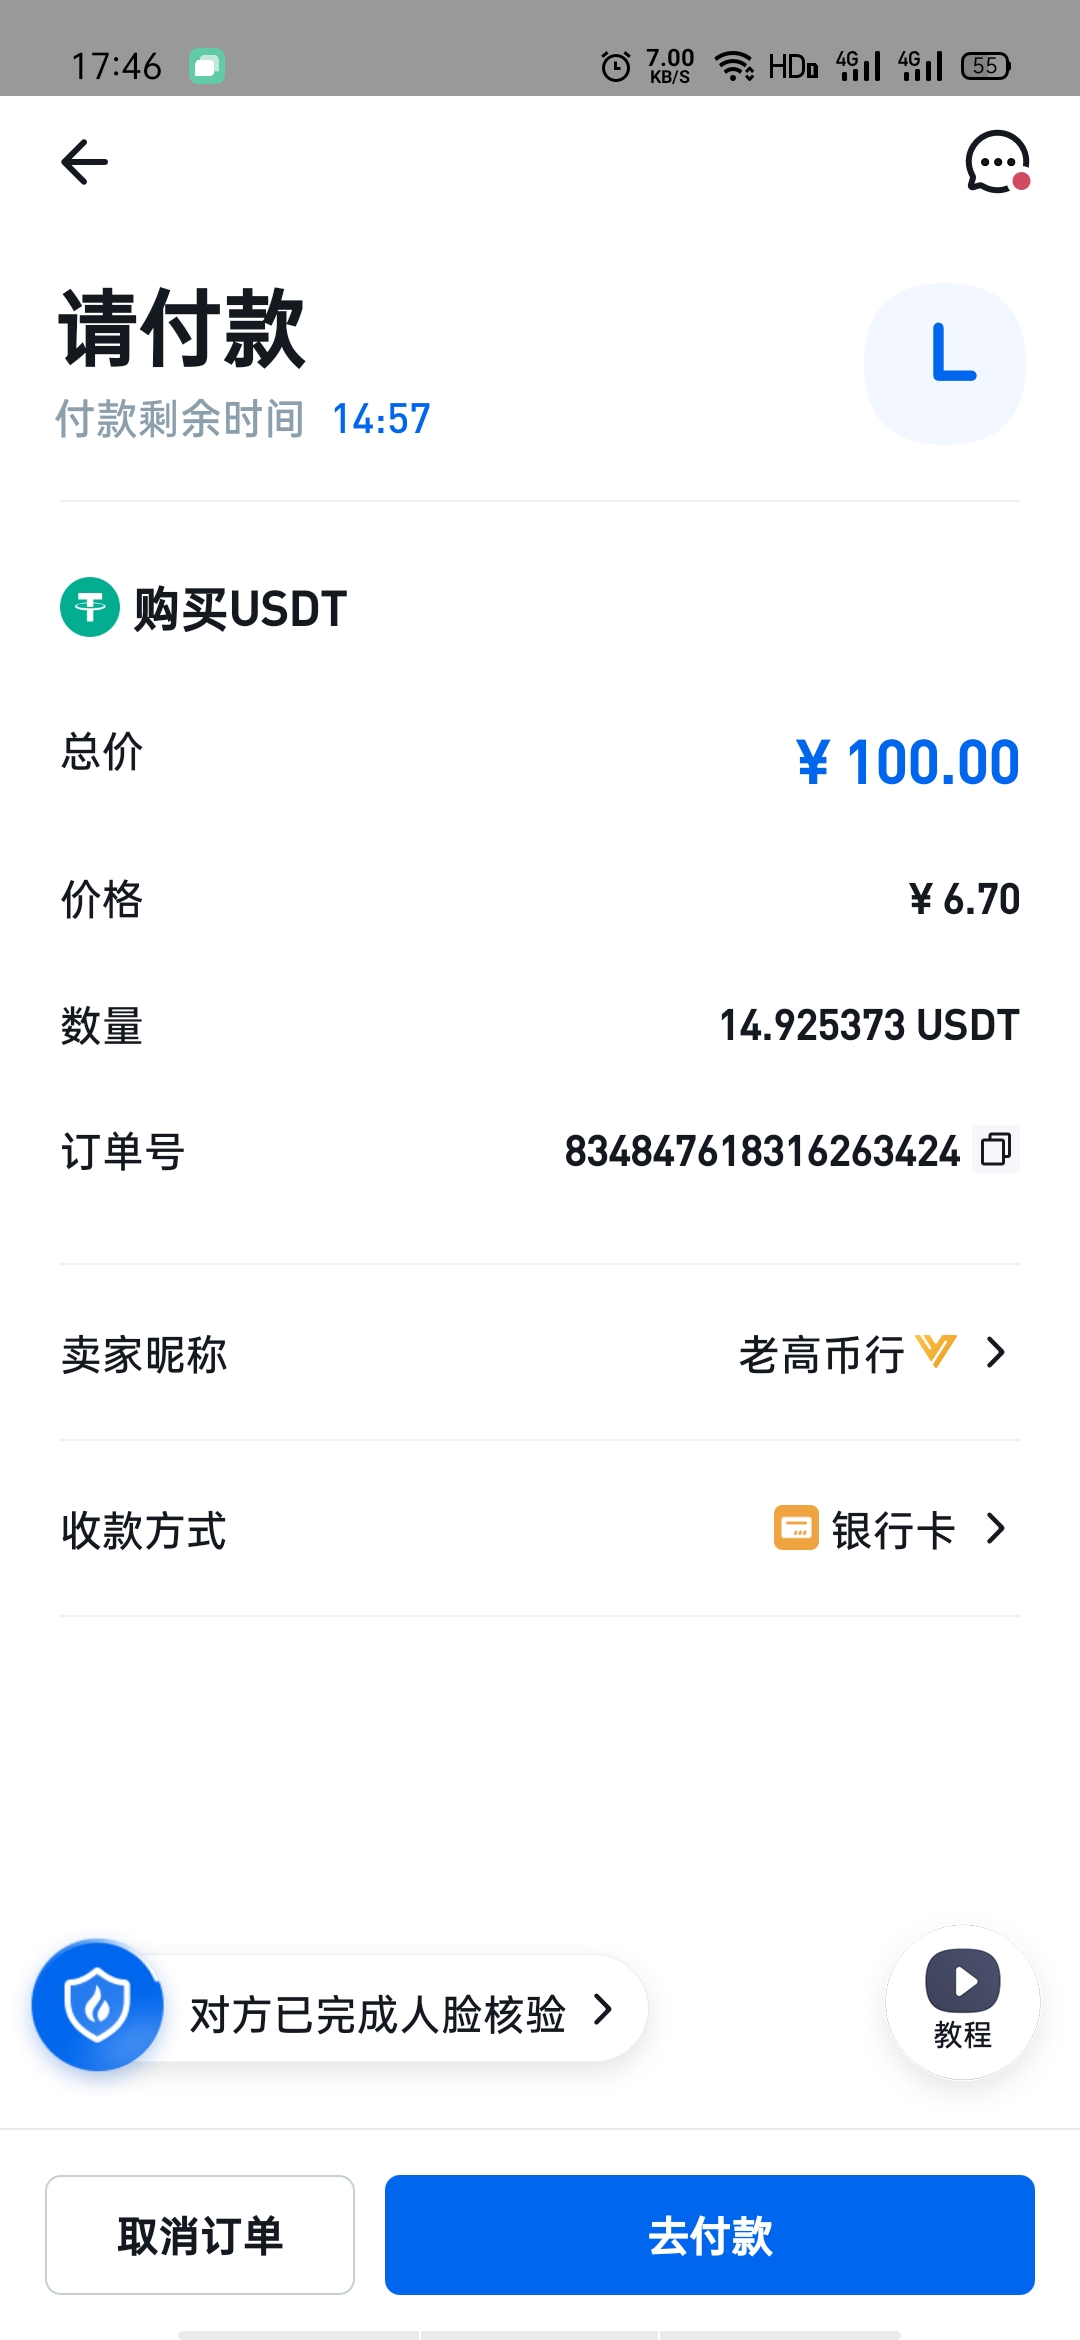 17:46
7.00 KB/S HD 4G 4G 55
请付款
付款剩余时间 14:57
L
购买USDT
总价 ¥ 100.00
价格 ¥ 6.70
数量 14.925373 USDT
订单号 834847618316263424
卖家昵称 老高币行
收款方式 银行卡
对方已完成人脸核验
教程
取消订单 去付款